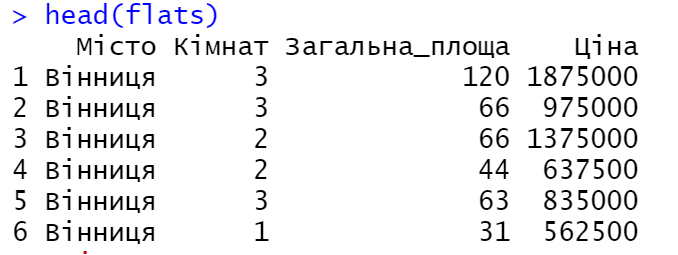 > head(flats)
Місто Кімнат Загальна_площа Ціна
1 Вінниця 3 120 1875000
2 Вінниця 3 66 975000
3 Вінниця 2 66 1375000
4 Вінниця 2 44 637500
5 Вінниця 3 63 835000
6 Вінниця 1 31 562500